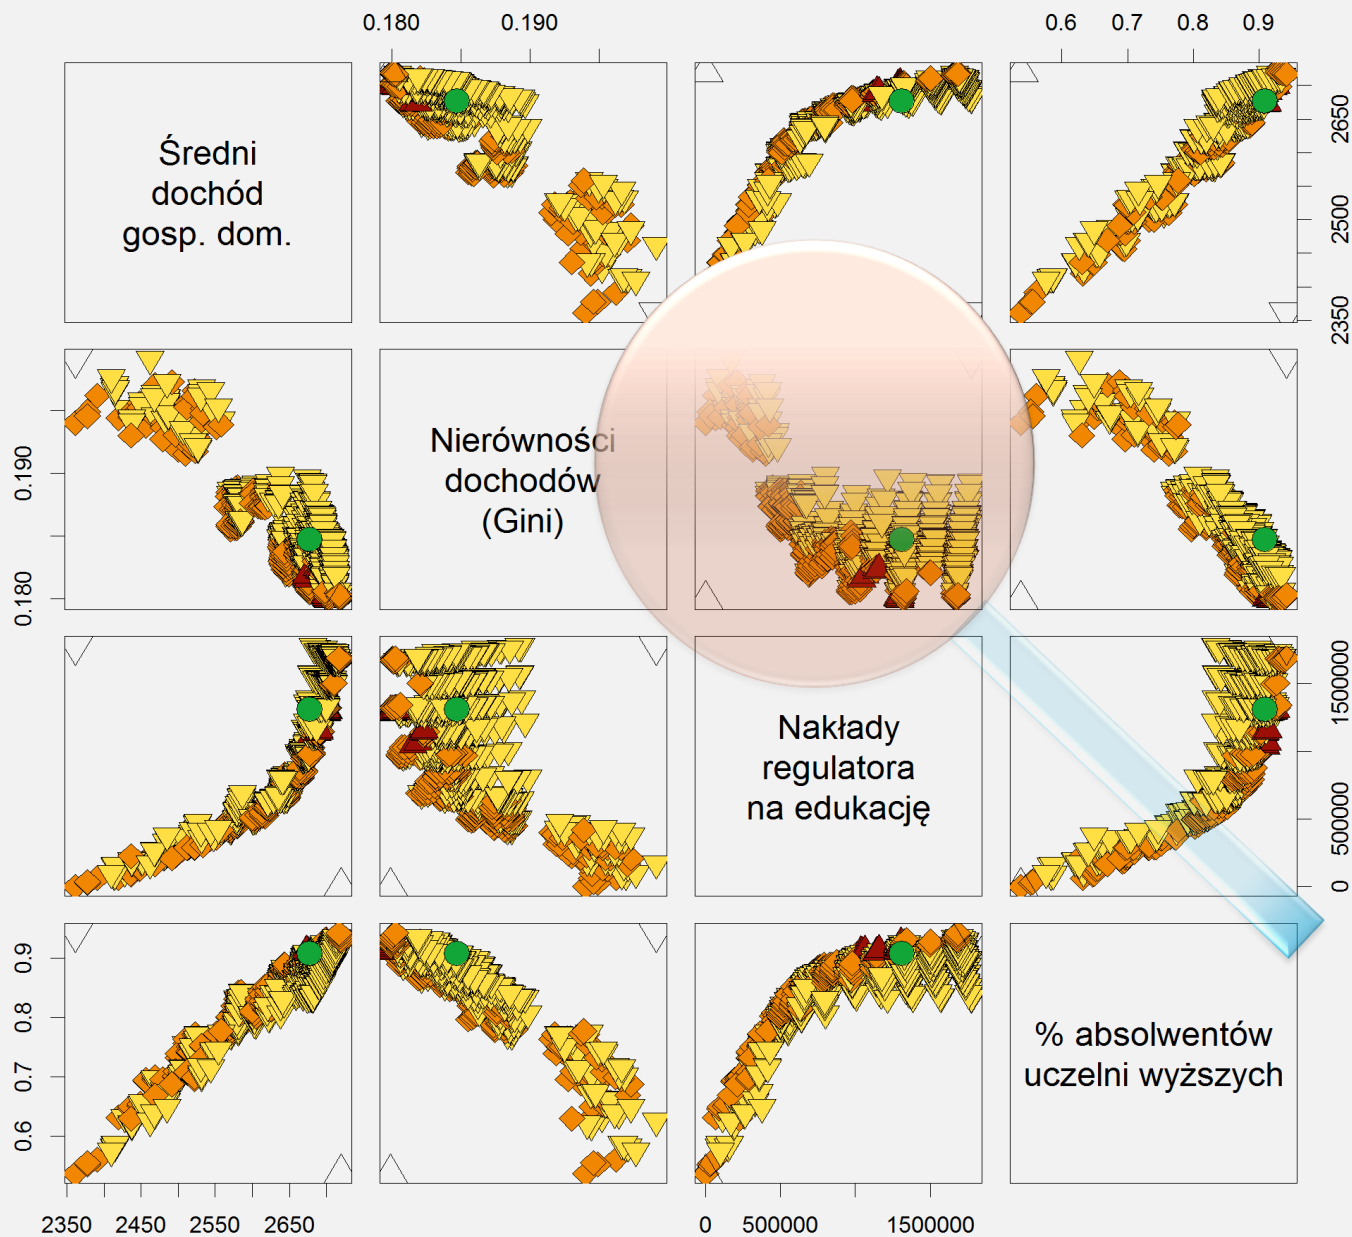 0.180 0.190
0.6 0.7 0.8 0.9
Średni
dochód
gosp. dom.
2350 2500 2650
0.180 0.190
Nierówności
dochodów
(Gini)
Nakłady
regulatora
na edukację
0 500000 1500000
0.6 0.7 0.8 0.9
% absolwentów
uczelni wyższych
2350 2450 2550 2650
0 500000 1500000